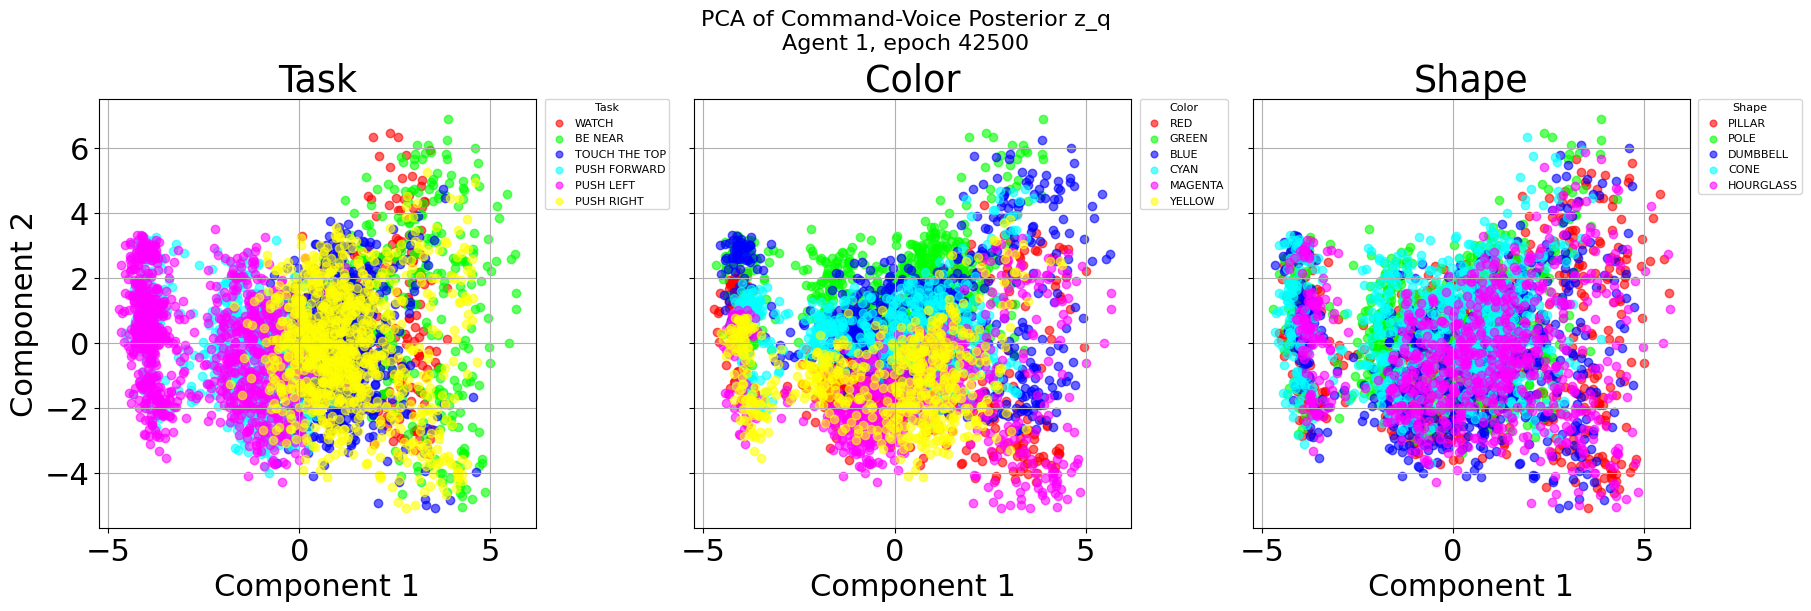 PCA of Command-Voice Posterior z_q
Agent 1, epoch 42500
Task
Color
Shape
Component 2
6
4
2
0
−2
−4
−5 0 5
Component 1
Task
WATCH
BE NEAR
TOUCH THE TOP
PUSH FORWARD
PUSH LEFT
PUSH RIGHT
−5 0 5
Component 1
Color
RED
GREEN
BLUE
CYAN
MAGENTA
YELLOW
−5 0 5
Component 1
Shape
PILLAR
POLE
DUMBBELL
CONE
HOURGLASS